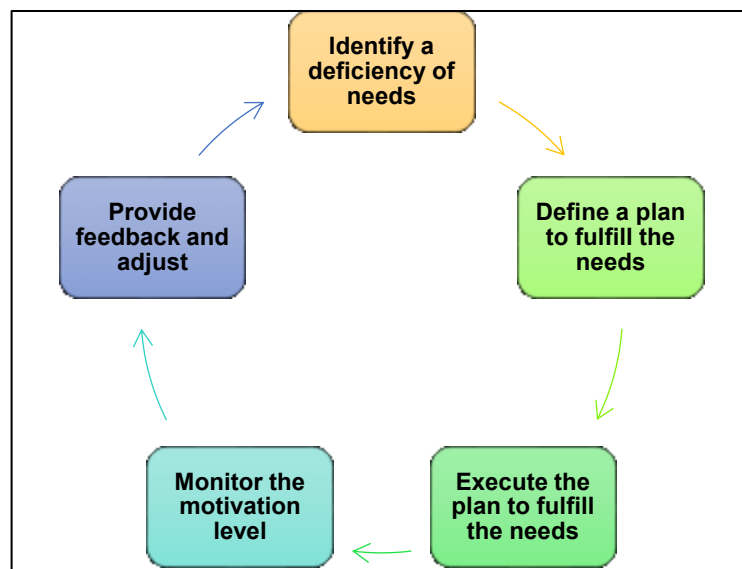 Identify a
deficiency of
needs
Define a plan
to fulfill the
needs
Execute the
plan to fulfill
the needs
Monitor the
motivation
level
Provide
feedback and
adjust